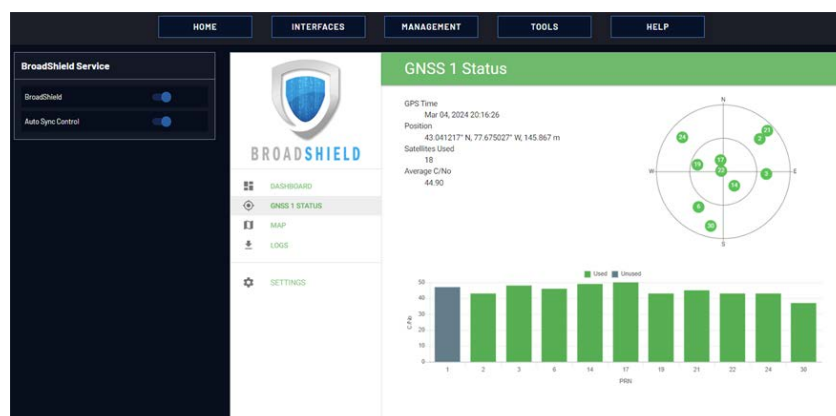 HOME INTERFACES MANAGEMENT TOOLS HELP
BroadShield Service
BroadShield
Auto Sync Control
BROADSHIELD
DASHBOARD
GNSS 1 STATUS
MAP
LOGS
SETTINGS
GNSS 1 Status
GPS Time
Mar 04, 2024 20:16:26
Position
43.041217° N, 77.675027° W, 145.867 m
Satellites Used
18
Average C/No
44.90
N
24 21 2
W 19 17 22 3 E
14
6
30
S
Used Unused
C/No
50
40
30
20
10
0
1 2 3 6 14 17 19 21 22 24 30
PRN